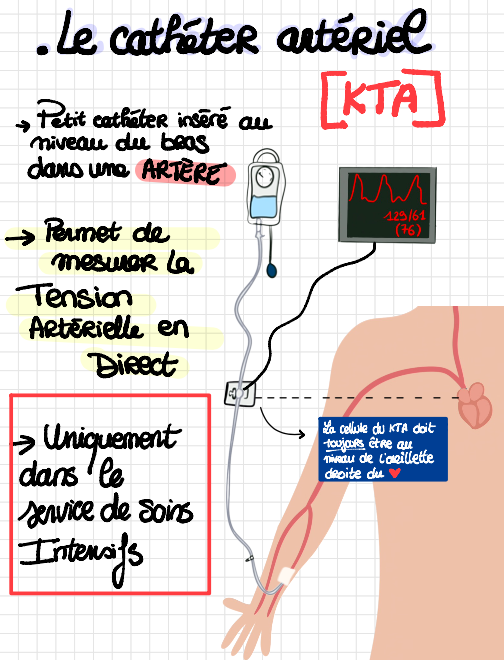 . Le cathéter artériel
[KTA]
→ Petit cathéter inséré au
niveau du bras
dans une ARTÈRE
129/61
(76)
→ Permet de
mesurer la
Tension
Artérielle en
Direct
→ Uniquement
dans le
service de soins
Intensifs
La cellule du KTA doit
toujours être au
niveau de l'oreillette
droite du ♥